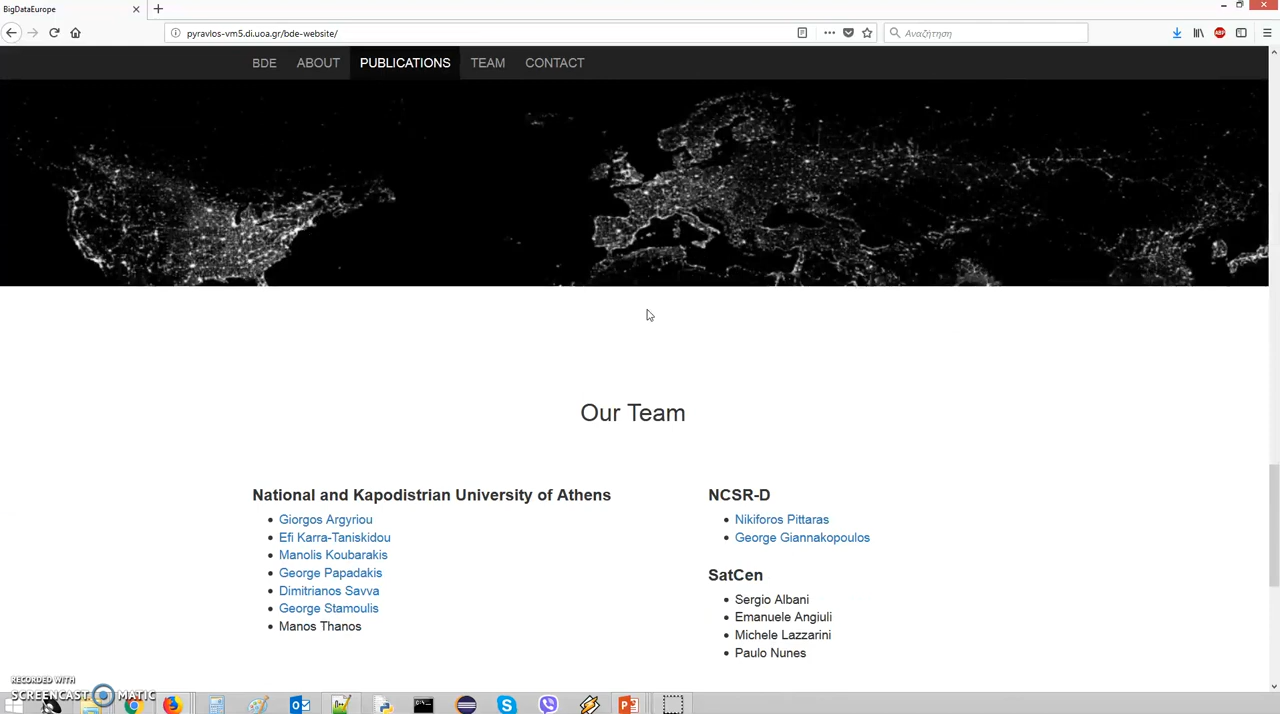 BigDataEurope
pyravlos-vm5.di.uoa.gr/bde-website/
Αναζήτηση
ABP
BDE ABOUT PUBLICATIONS TEAM CONTACT
Our Team
National and Kapodistrian University of Athens
Giorgos Argyriou
Efi Karra-Taniskidou
Manolis Koubarakis
George Papadakis
Dimitrianos Savva
George Stamoulis
Manos Thanos
NCSR-D
Nikiforos Pittaras
George Giannakopoulos
SatCen
Sergio Albani
Emanuele Angiuli
Michele Lazzarini
Paulo Nunes
RECORDED WITH
SCREENCAST MATIC